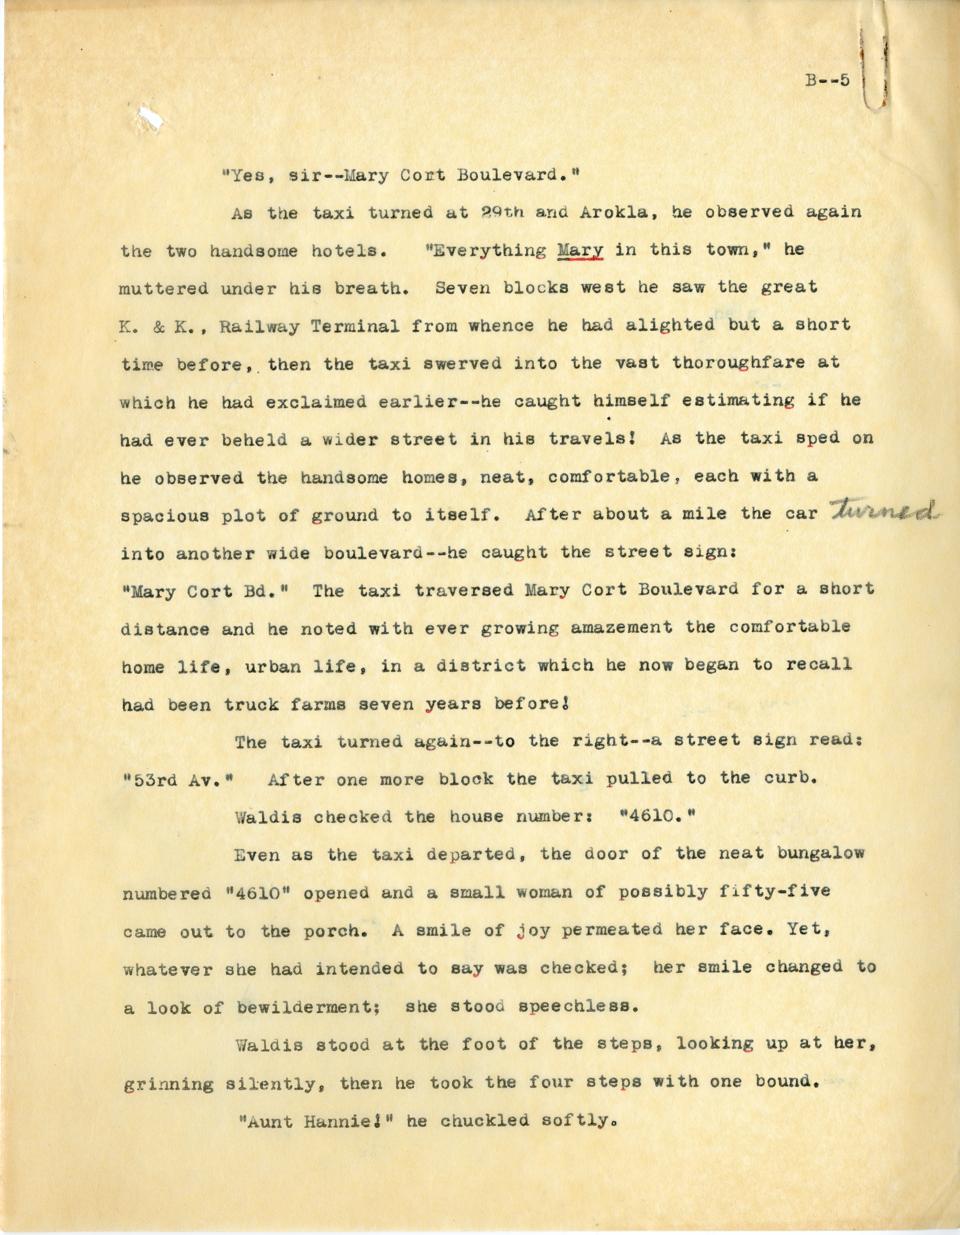 B--5
"Yes, sir--Mary Cort Boulevard."
As the taxi turned at 29th and Arokla, he observed again
the two handsome hotels. "Everything Mary in this town," he
muttered under his breath. Seven blocks west he saw the great
K. & K., Railway Terminal from whence he had alighted but a short
time before, then the taxi swerved into the vast thoroughfare at
which he had exclaimed earlier--he caught himself estimating if he
had ever beheld a wider street in his travels! As the taxi sped on
he observed the handsome homes, neat, comfortable, each with a
spacious plot of ground to itself. After about a mile the car turned
into another wide boulevard--he caught the street sign:
"Mary Cort Bd." The taxi traversed Mary Cort Boulevard for a short
distance and he noted with ever growing amazement the comfortable
home life, urban life, in a district which he now began to recall
had been truck farms seven years before!
The taxi turned again--to the right--a street sign read:
"53rd Av." After one more block the taxi pulled to the curb.
Waldis checked the house number: "4610."
Even as the taxi departed, the door of the neat bungalow
numbered "4610" opened and a small woman of possibly fifty-five
came out to the porch. A smile of joy permeated her face. Yet,
whatever she had intended to say was checked; her smile changed to
a look of bewilderment; she stood speechless.
Waldis stood at the foot of the steps, looking up at her,
grinning silently, then he took the four steps with one bound.
"Aunt Hannie!" he chuckled softly.